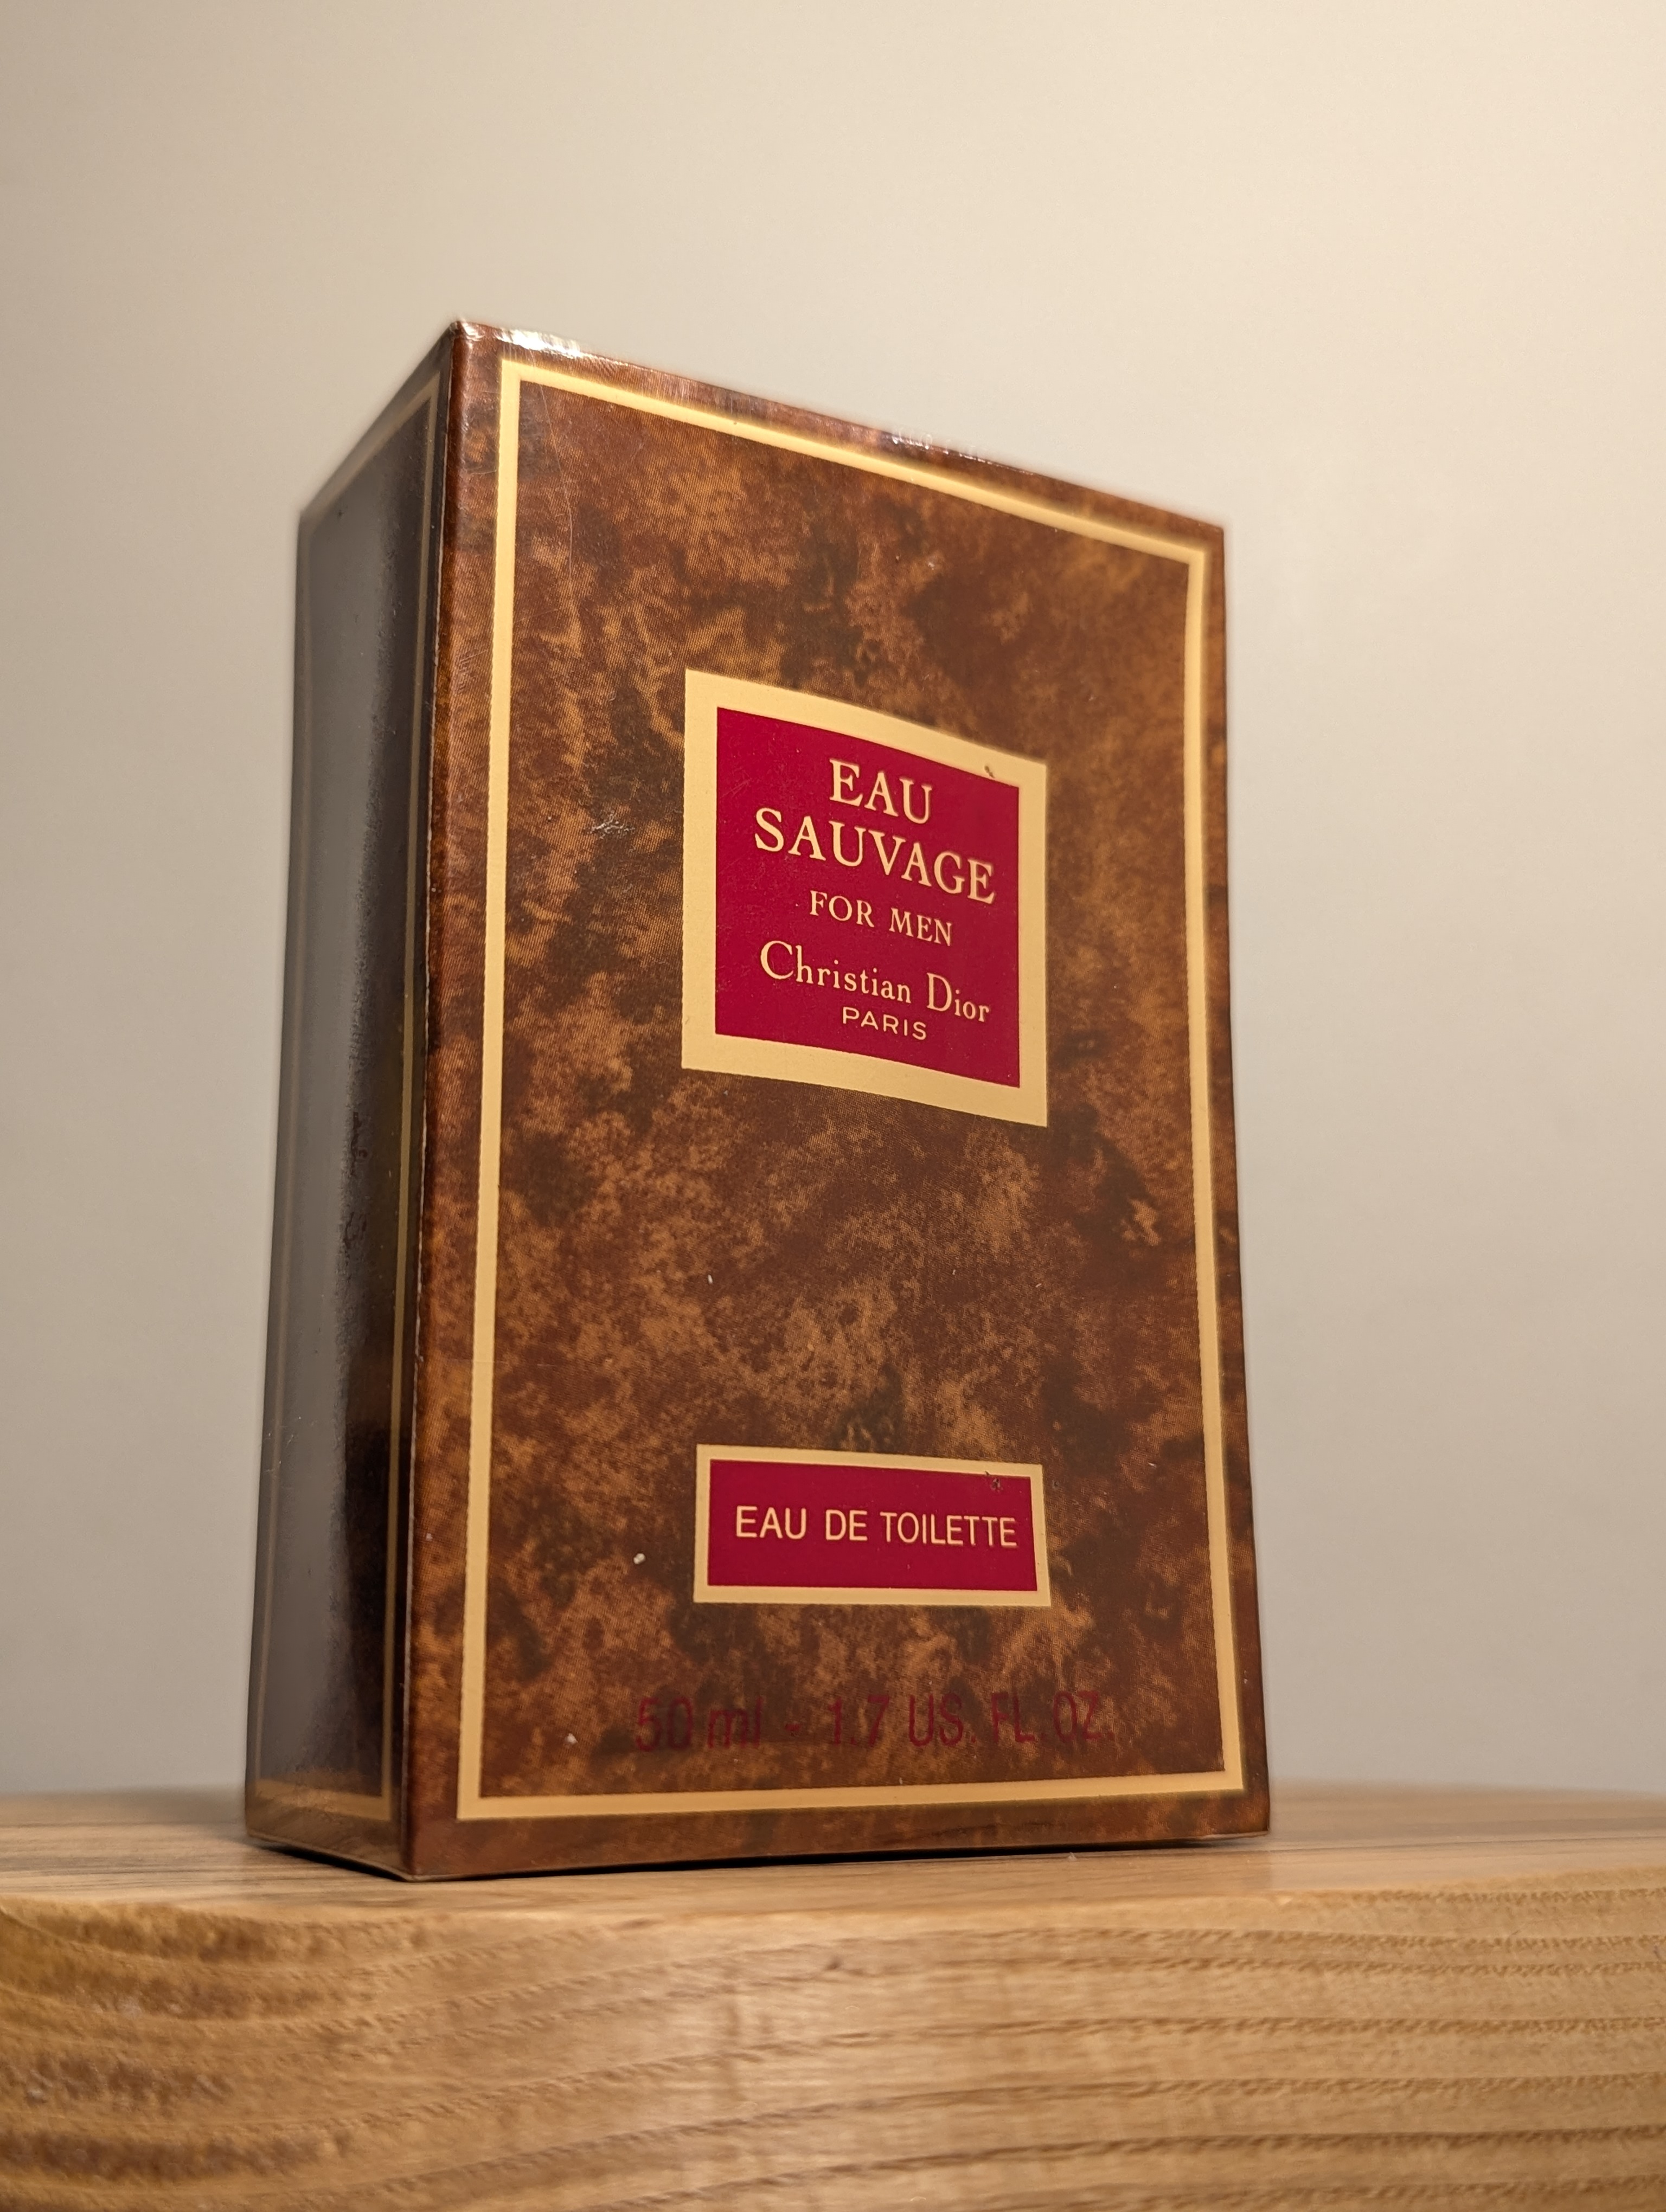 EAU
SAUVAGE
FOR MEN
Christian Dior
PARIS
EAU DE TOILETTE
50 ml - 1.7 US. FL. OZ.